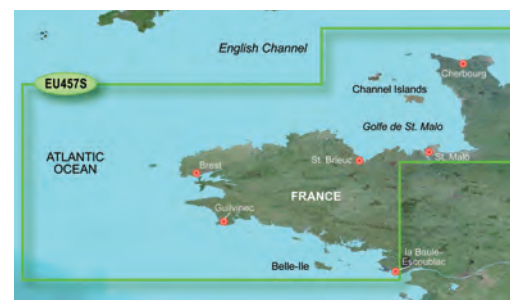 English Channel
EU457S
Cherbourg
Channel Islands
Golfe de St. Malo
ATLANTIC
OCEAN
St. Brieuc
St. Malo
Brest
FRANCE
Guilvinec
la Baule-
Escoublac
Belle-Ile